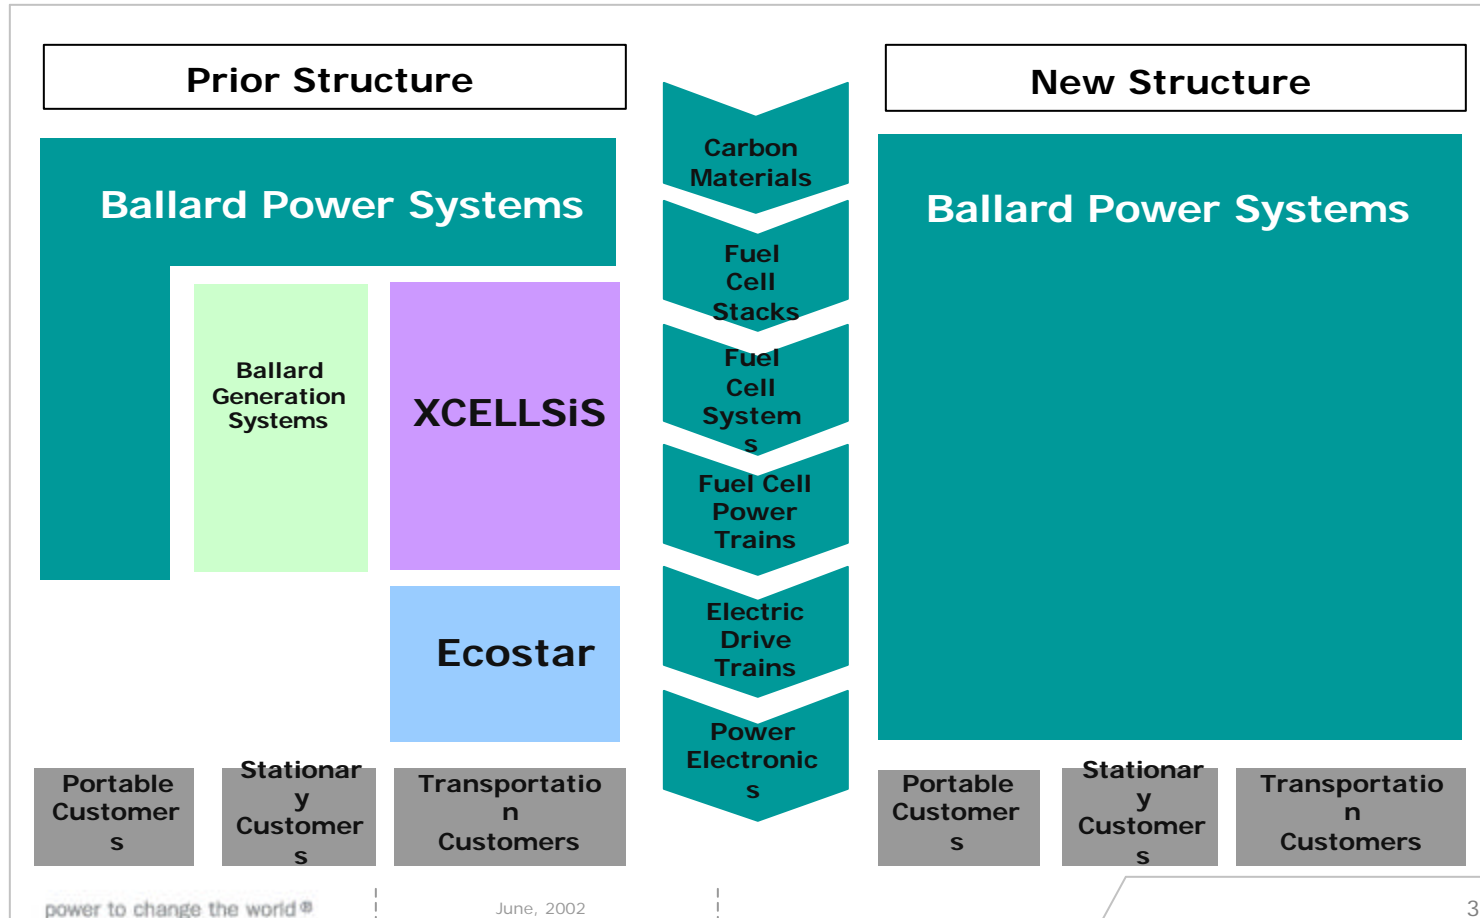 Prior Structure
Ballard Power Systems
Ballard
Generation
Systems
XCELLSiS
Ecostar
Portable
Customer
s
Stationar
y
Customer
s
Transportatio
n
Customers
Carbon
Materials
Fuel
Cell
Stacks
Fuel
Cell
System
s
Fuel Cell
Power
Trains
Electric
Drive
Trains
Power
Electronic
s
New Structure
Ballard Power Systems
Portable
Customer
s
Stationar
y
Customer
s
Transportatio
n
Customers
power to change the world®
June, 2002
3